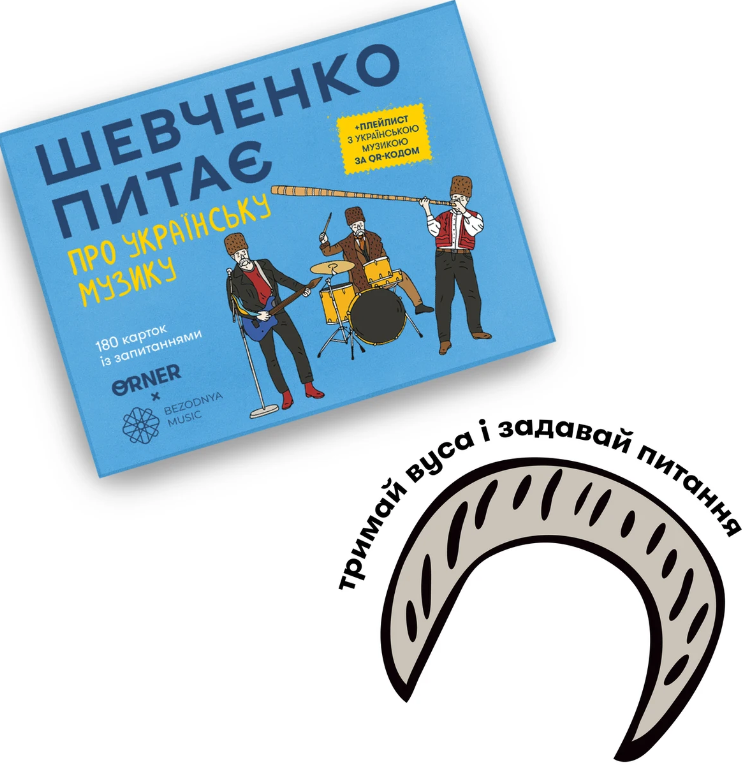 ШЕВЧЕНКО
ПИТАЄ
ПРО УКРАЇНСЬКУ
МУЗИКУ
+ПЛЕЙЛИСТ
З УКРАЇНСЬКОЮ
МУЗИКОЮ
ЗА QR-КОДОМ
180 карток
із запитаннями
ORNER
×
BEZODNYA
MUSIC
тримай вуса і задавай питання